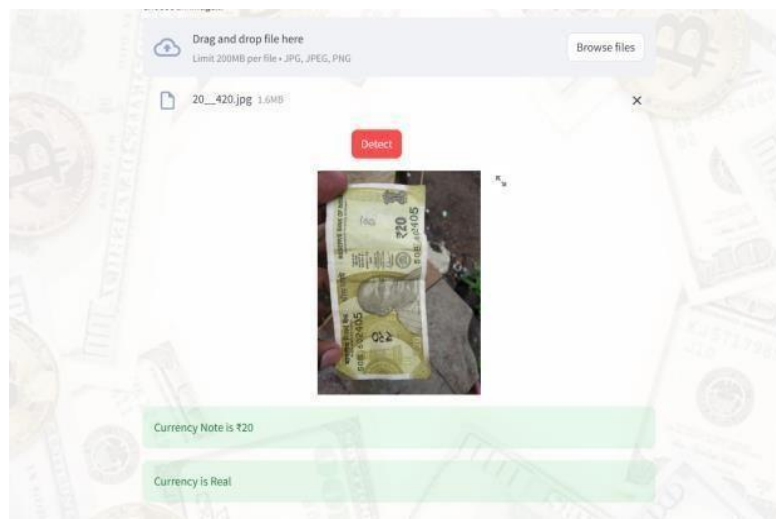 Drag and drop file here
Limit 200MB per file • JPG, JPEG, PNG
Browse files
20__420.jpg 1.6MB
Detect
₹20
Currency Note is ₹20
Currency is Real